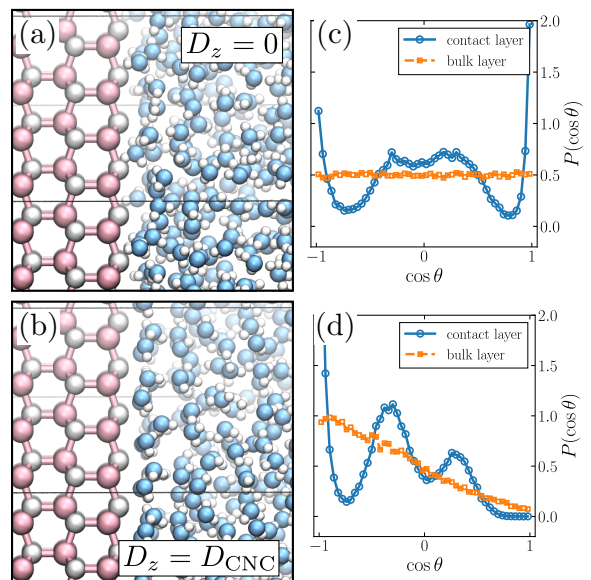 (a)
D_z = 0
(b)
D_z = D_CNC
(c)
contact layer
bulk layer
2.0
1.5
1.0
0.5
0.0
P(cos θ)
−1
0
1
cos θ
(d)
contact layer
bulk layer
2.0
1.5
1.0
0.5
0.0
P(cos θ)
−1
0
1
cos θ